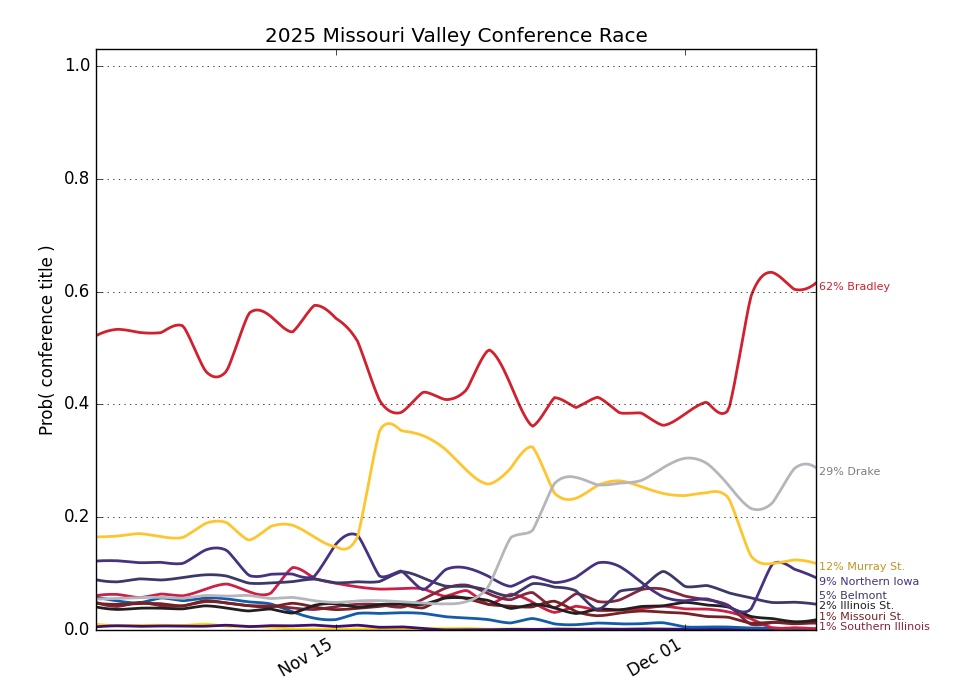 2025 Missouri Valley Conference Race
Prob( conference title )
1.0
0.8
0.6
0.4
0.2
0.0
Nov 15
Dec 01
62% Bradley
29% Drake
12% Murray St.
9% Northern Iowa
5% Belmont
2% Illinois St.
1% Missouri St.
1% Southern Illinois